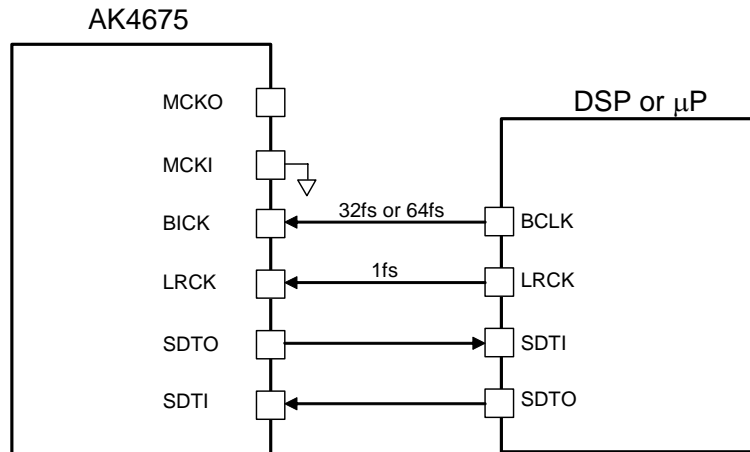 AK4675
DSP or μP
MCKO
MCKI
BICK
32fs or 64fs
BCLK
LRCK
1fs
LRCK
SDTO
SDTI
SDTI
SDTO